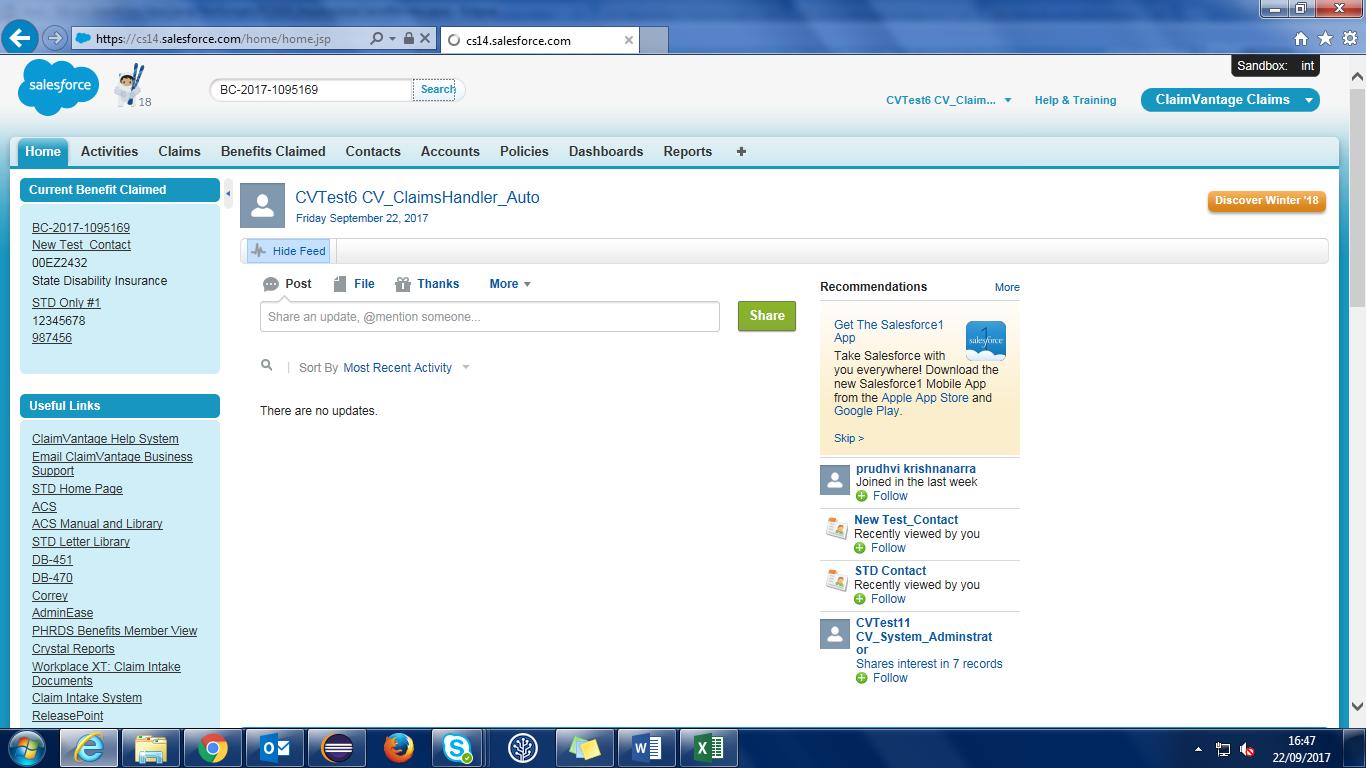 https://cs14.salesforce.com/home/home.jsp
cs14.salesforce.com
Sandbox: int
salesforce
18
BC-2017-1095169
Search
CVTest6 CV_Claim...
Help & Training
ClaimVantage Claims
Home
Activities
Claims
Benefits Claimed
Contacts
Accounts
Policies
Dashboards
Reports
+
Current Benefit Claimed
BC-2017-1095169
New Test_Contact
00EZ2432
State Disability Insurance
STD Only #1
12345678
987456
Useful Links
ClaimVantage Help System
Email ClaimVantage Business
Support
STD Home Page
ACS
ACS Manual and Library
STD Letter Library
DB-451
DB-470
Correy
AdminEase
PHRDS Benefits Member View
Crystal Reports
Workplace XT: Claim Intake
Documents
Claim Intake System
ReleasePoint
CVTest6 CV_ClaimsHandler_Auto
Friday September 22, 2017
Discover Winter '18
Hide Feed
Post
File
Thanks
More
Share an update, @mention someone...
Share
Sort By Most Recent Activity
There are no updates.
Recommendations
More
Get The Salesforce1
App
salesforce
1
Take Salesforce with
you everywhere! Download the
new Salesforce1 Mobile App
from the Apple App Store and
Google Play.
Skip >
prudhvi krishnanarra
Joined in the last week
Follow
New Test_Contact
Recently viewed by you
Follow
STD Contact
Recently viewed by you
Follow
CVTest11
CV_System_Adminstrat
or
Shares interest in 7 records
Follow
16:47
22/09/2017